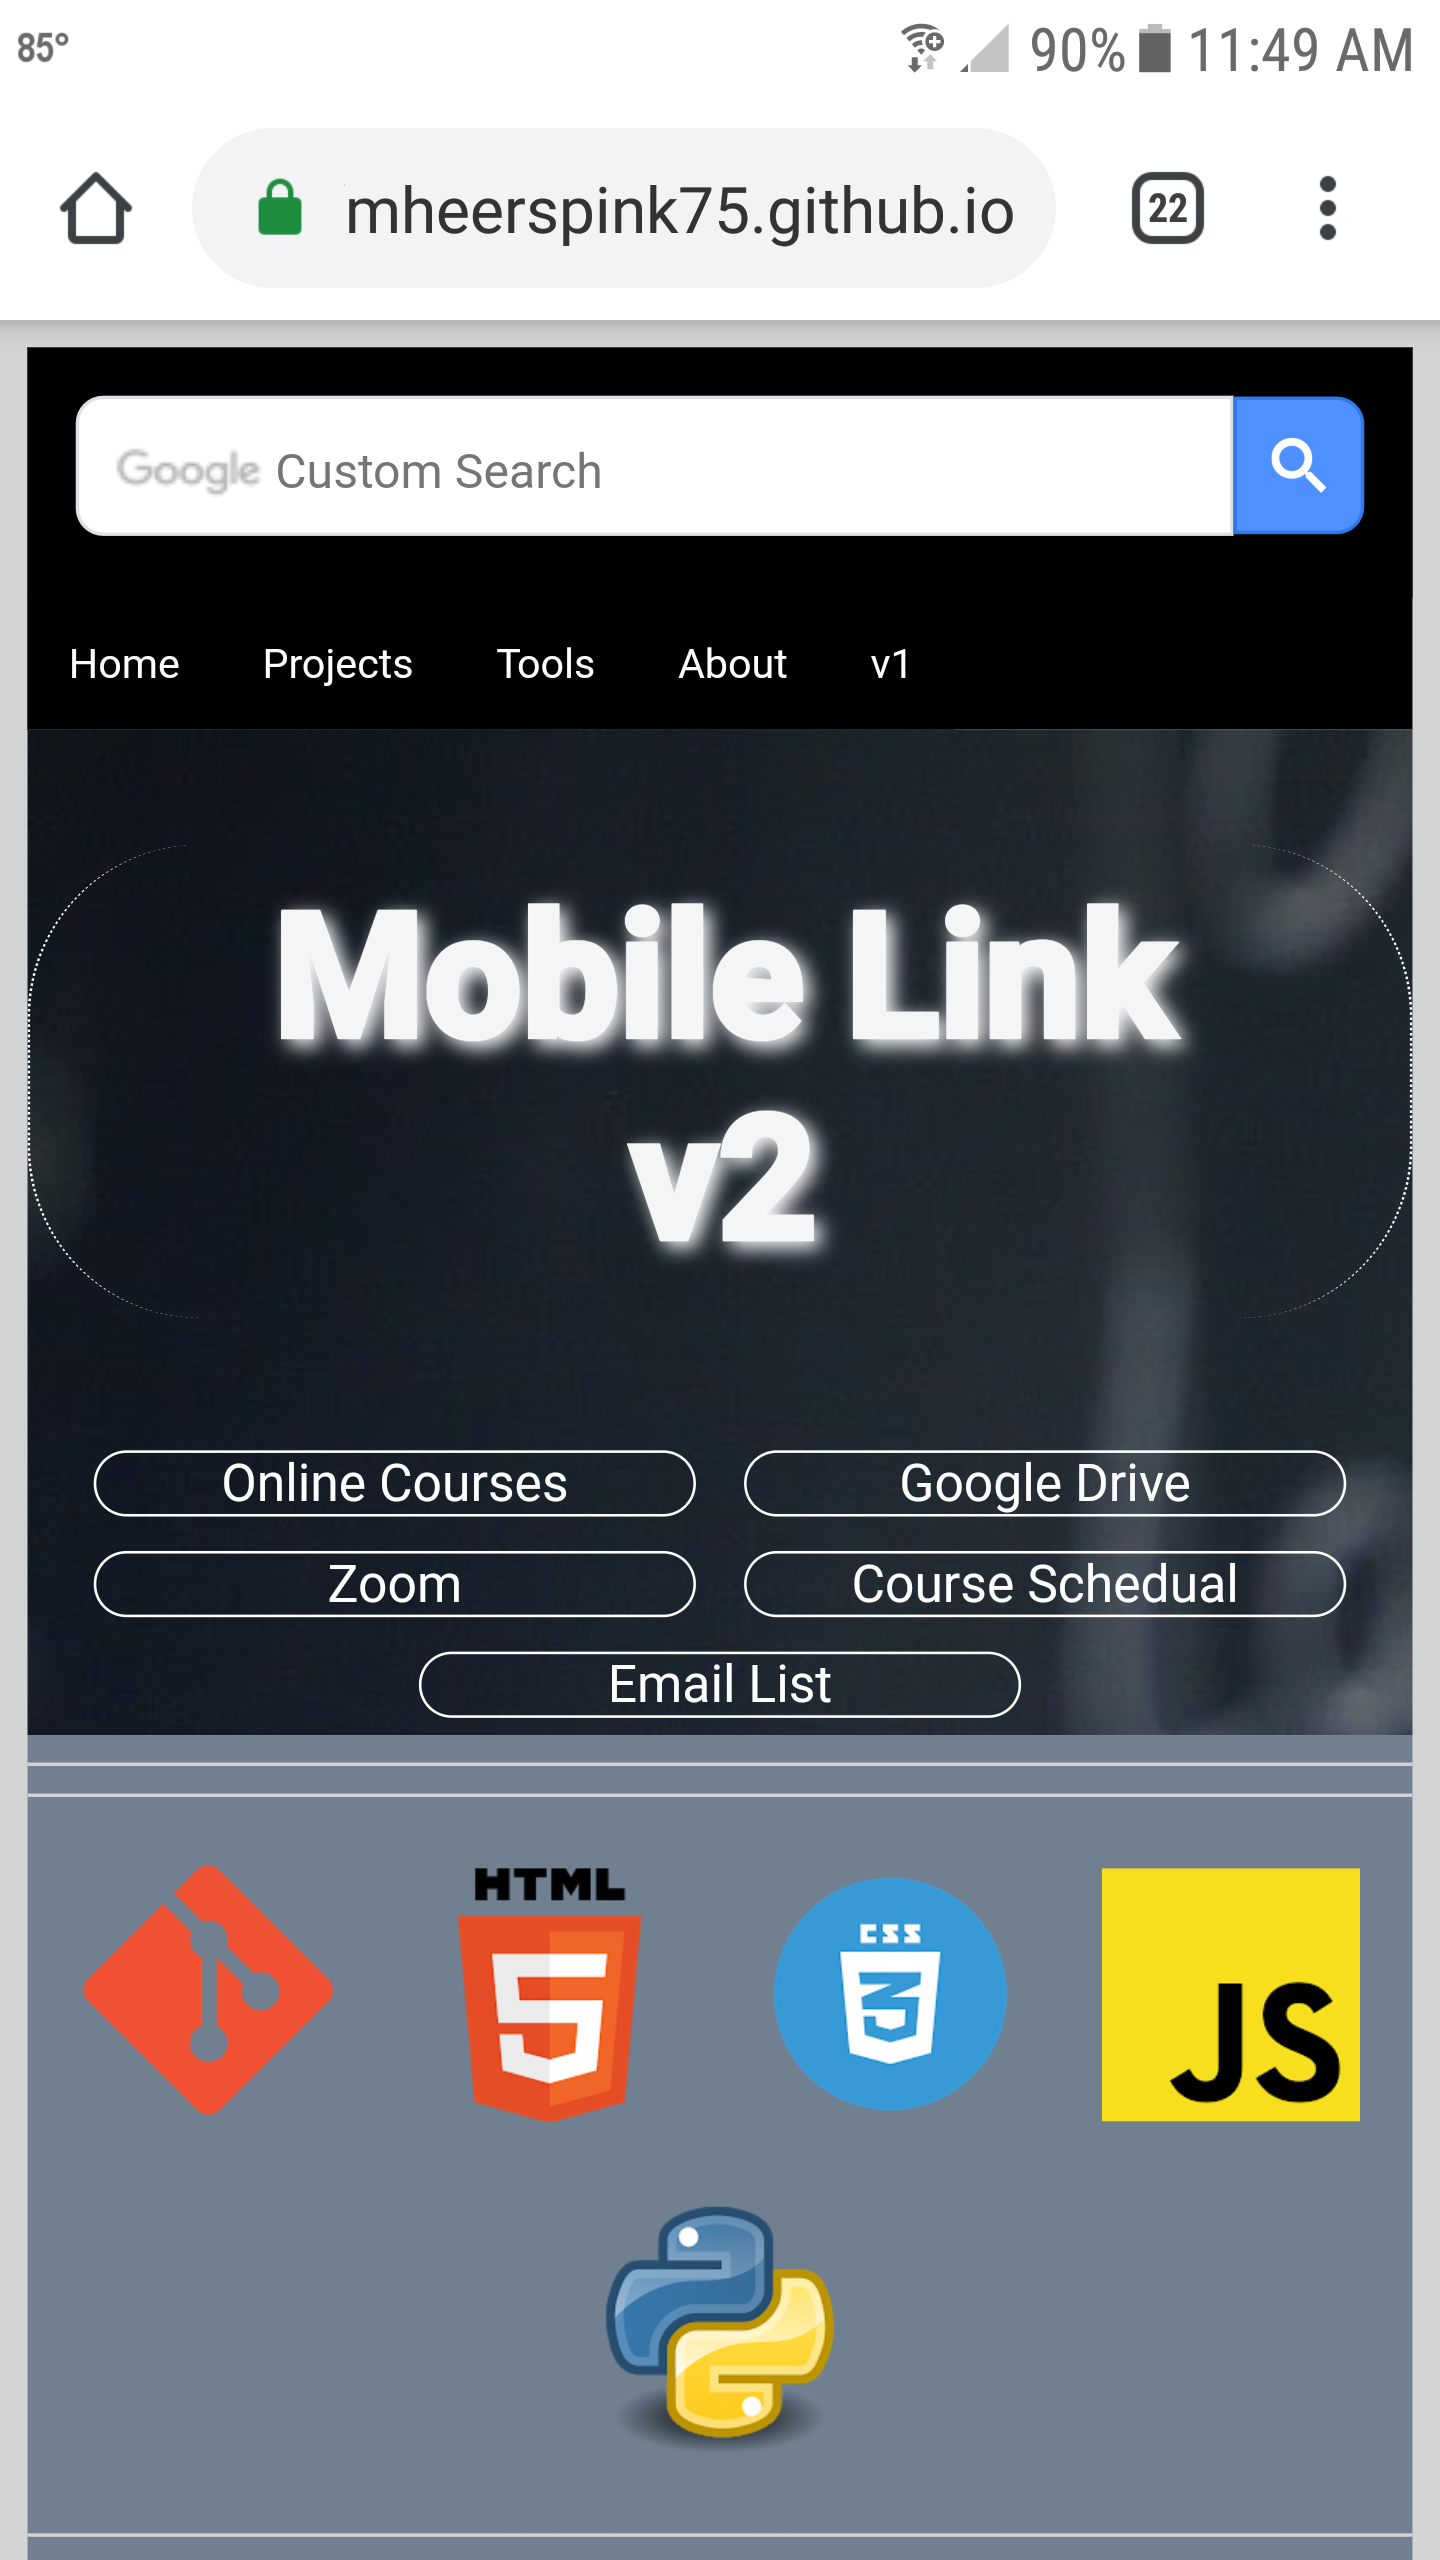 85° 90% 11:49 AM
mheerspink75.github.io 22
Google Custom Search
Home Projects Tools About v1
Mobile Link
v2
Online Courses Google Drive
Zoom Course Schedual
Email List
HTML
5
CSS
3
JS